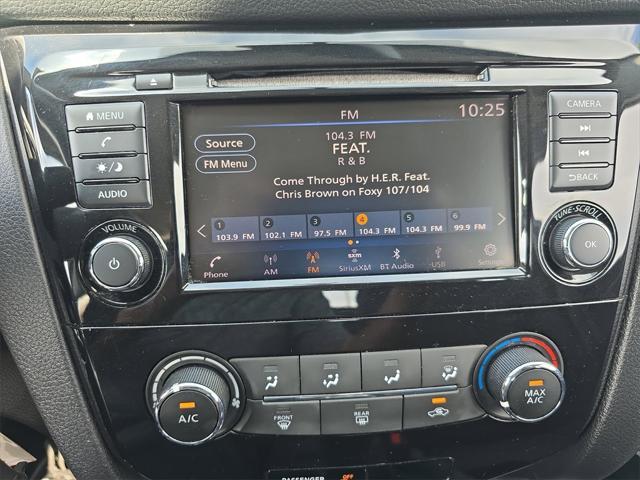 MENU
AUDIO
VOLUME
FM
10:25
Source
FM Menu
104.3 FM
FEAT.
R & B
Come Through by H.E.R. Feat.
Chris Brown on Foxy 107/104
1 2 3 4 5 6
103.9 FM 102.1 FM 97.5 FM 104.3 FM 104.3 FM 99.9 FM
Phone AM FM SiriusXM BT Audio USB Settings
sxm
CAMERA
BACK
TUNE·SCROLL
OK
A/C
FRONT
REAR
MAX
A/C
PASSENGER
OFF